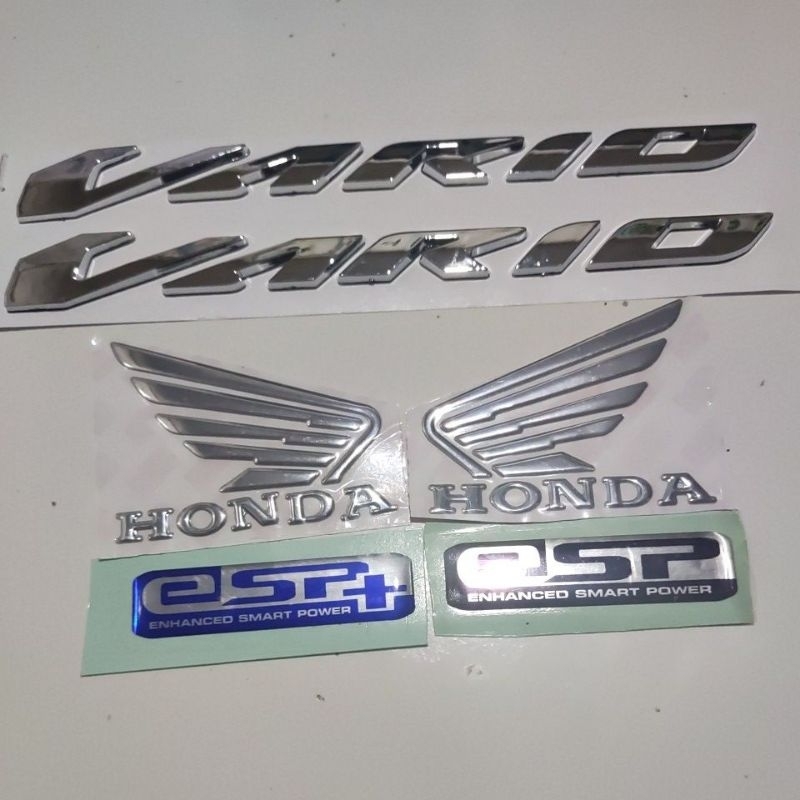 VARIO
VARIO
HONDA
HONDA
eSP+
ENHANCED SMART POWER
eSP
ENHANCED SMART POWER